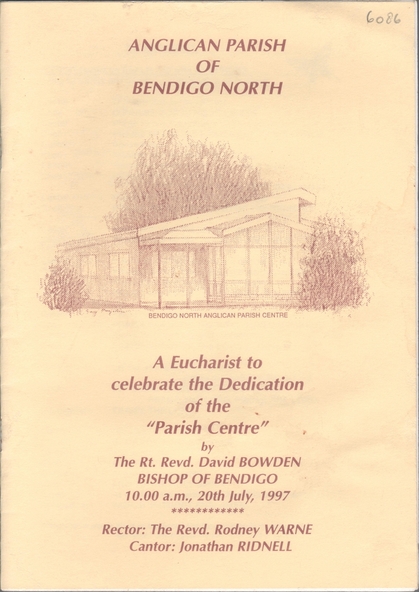 6086
ANGLICAN PARISH
OF
BENDIGO NORTH
BENDIGO NORTH ANGLICAN PARISH CENTRE
A Eucharist to
celebrate the Dedication
of the
“Parish Centre”
by
The Rt. Revd. David BOWDEN
BISHOP OF BENDIGO
10.00 a.m., 20th July, 1997
************
Rector: The Revd. Rodney WARNE
Cantor: Jonathan RIDNELL